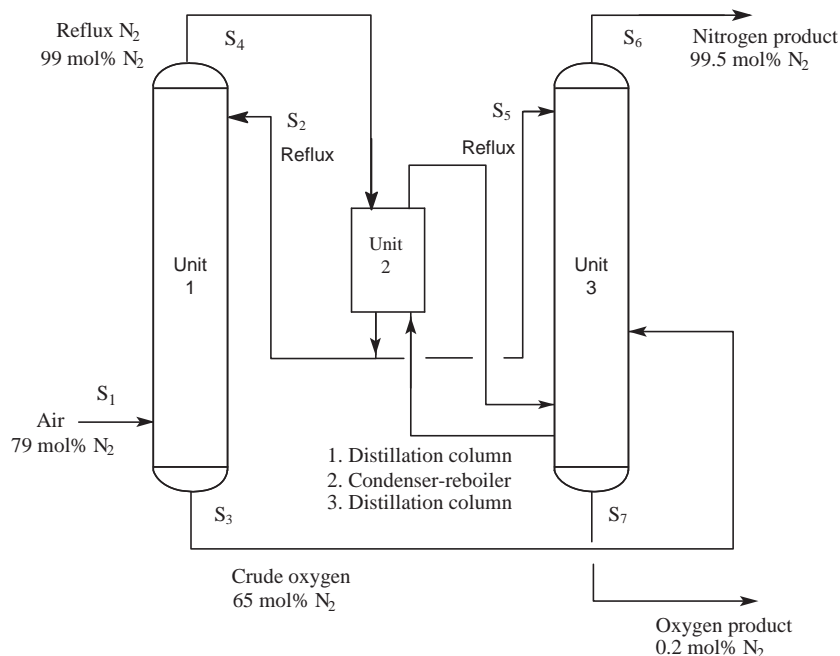 Reflux N₂
99 mol% N₂
S₄
S₆
Nitrogen product
99.5 mol% N₂
S₂
Reflux
S₅
Reflux
Unit
1
Unit
2
Unit
3
S₁
Air
79 mol% N₂
1. Distillation column
2. Condenser-reboiler
3. Distillation column
S₃
S₇
Crude oxygen
65 mol% N₂
Oxygen product
0.2 mol% N₂